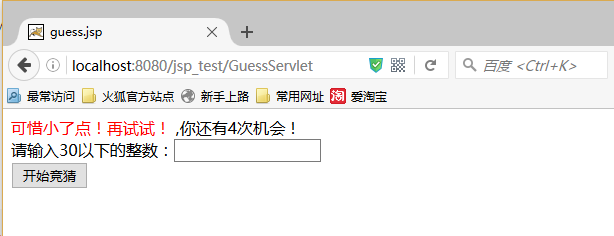 guess.jsp
localhost:8080/jsp_test/GuessServlet
百度 <Ctrl+K>
最常访问 火狐官方站点 新手上路 常用网址 淘 爱淘宝
可惜小了点！再试试！ ,你还有4次机会！
请输入30以下的整数：
开始竟猜